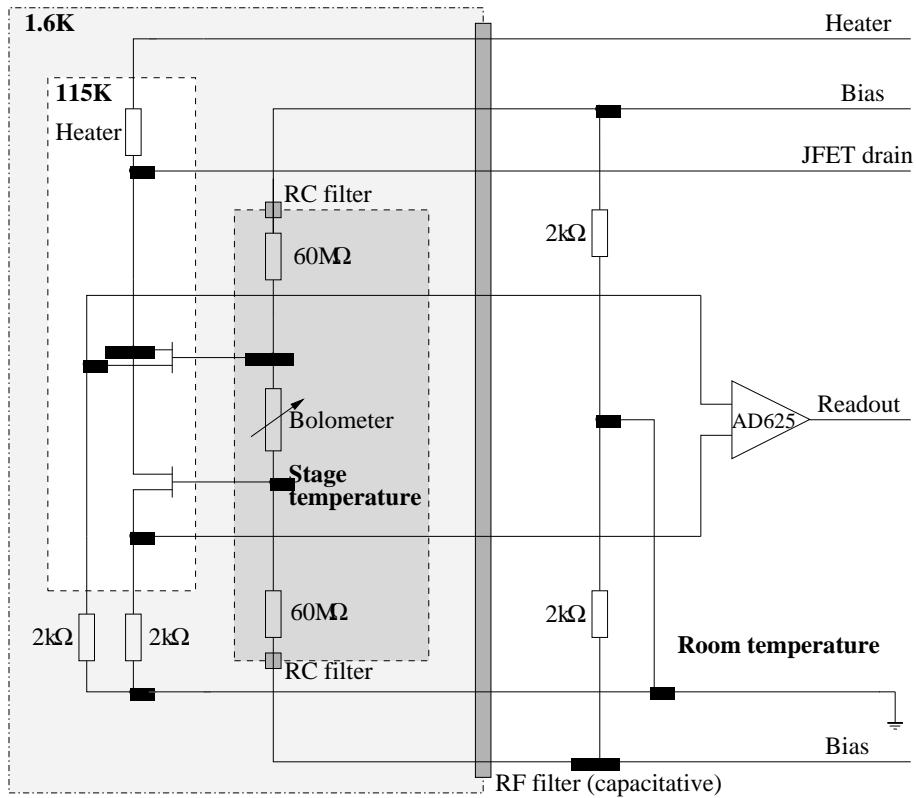 1.6K
Heater
115K
Bias
Heater
JFET drain
RC filter
2kΩ
60MΩ
Readout
Bolometer
AD625
Stage
temperature
60MΩ
2kΩ
2kΩ
2kΩ
Room temperature
RC filter
Bias
RF filter (capacitative)